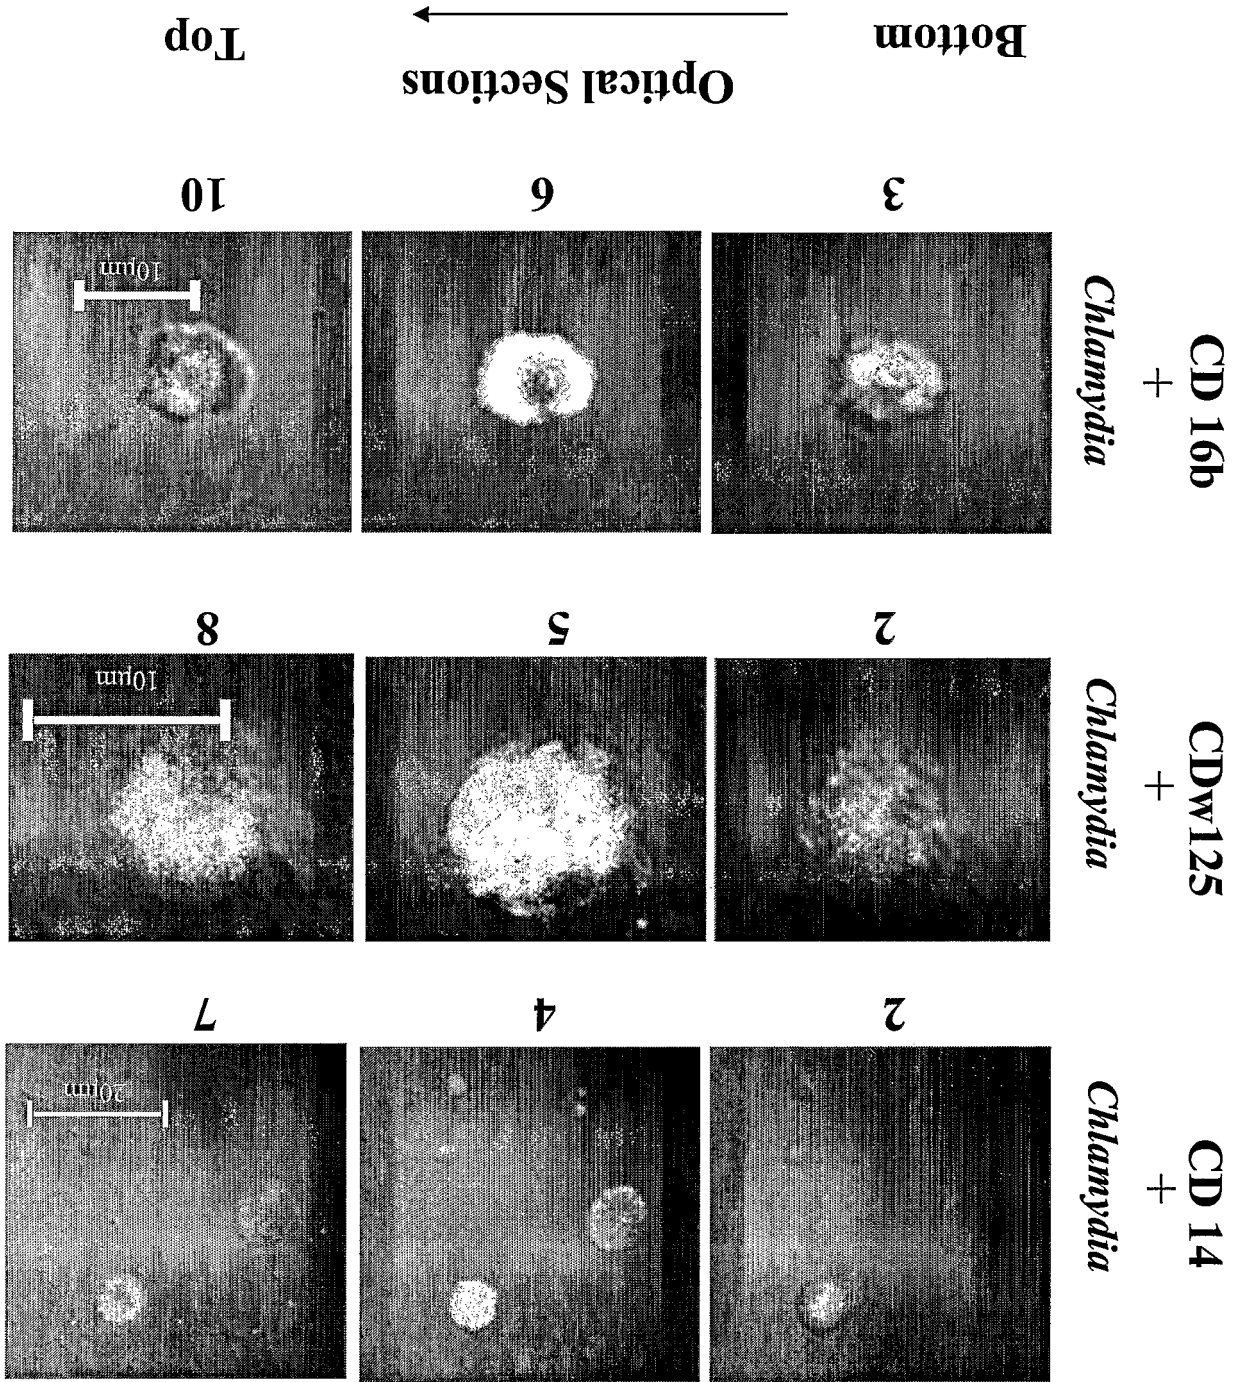 CD 14
+
Chlamydia
2
4
7
20µm
CDw125
+
Chlamydia
2
5
8
10µm
CD 16b
+
Chlamydia
3
6
10
10µm
Optical Sections
Bottom
Top